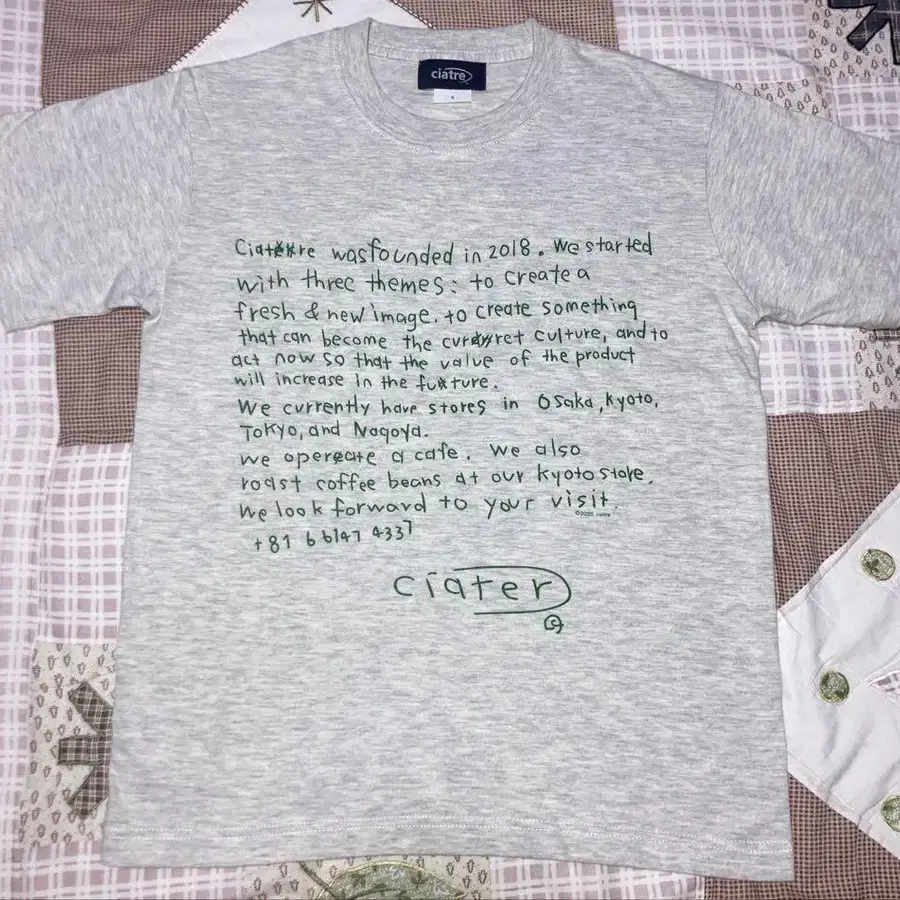 ciatre
Ciatre was founded in 2018. We started
with three themes: to create a
fresh & new image. to create something
that can become the curret culture, and to
act now so that the value of the product
will increase in the future.
We currently have stores in Osaka, Kyoto,
Tokyo, and Nagoya.
we opereate a cafe. We also
roast coffee beans at our Kyoto store.
We look forward to your visit.
+81 6 6147 4337
ciater